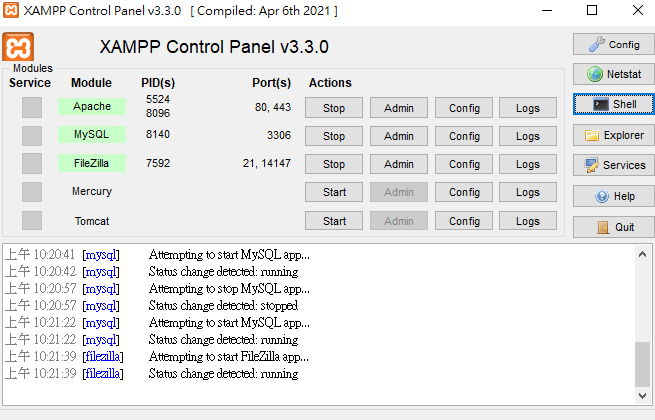 XAMPP Control Panel v3.3.0 [ Compiled: Apr 6th 2021 ]
XAMPP Control Panel v3.3.0
Config
Modules
Service Module PID(s) Port(s) Actions
Netstat
Apache 5524 8096 80, 443 Stop Admin Config Logs
Shell
MySQL 8140 3306 Stop Admin Config Logs
Explorer
FileZilla 7592 21, 14147 Stop Admin Config Logs
Services
Mercury Start Admin Config Logs
Help
Tomcat Start Admin Config Logs
Quit
上午 10:20:41 [mysql] Attempting to start MySQL app...
上午 10:20:42 [mysql] Status change detected: running
上午 10:20:57 [mysql] Attempting to stop MySQL app...
上午 10:20:57 [mysql] Status change detected: stopped
上午 10:21:22 [mysql] Attempting to start MySQL app...
上午 10:21:22 [mysql] Status change detected: running
上午 10:21:39 [filezilla] Attempting to start FileZilla app...
上午 10:21:39 [filezilla] Status change detected: running